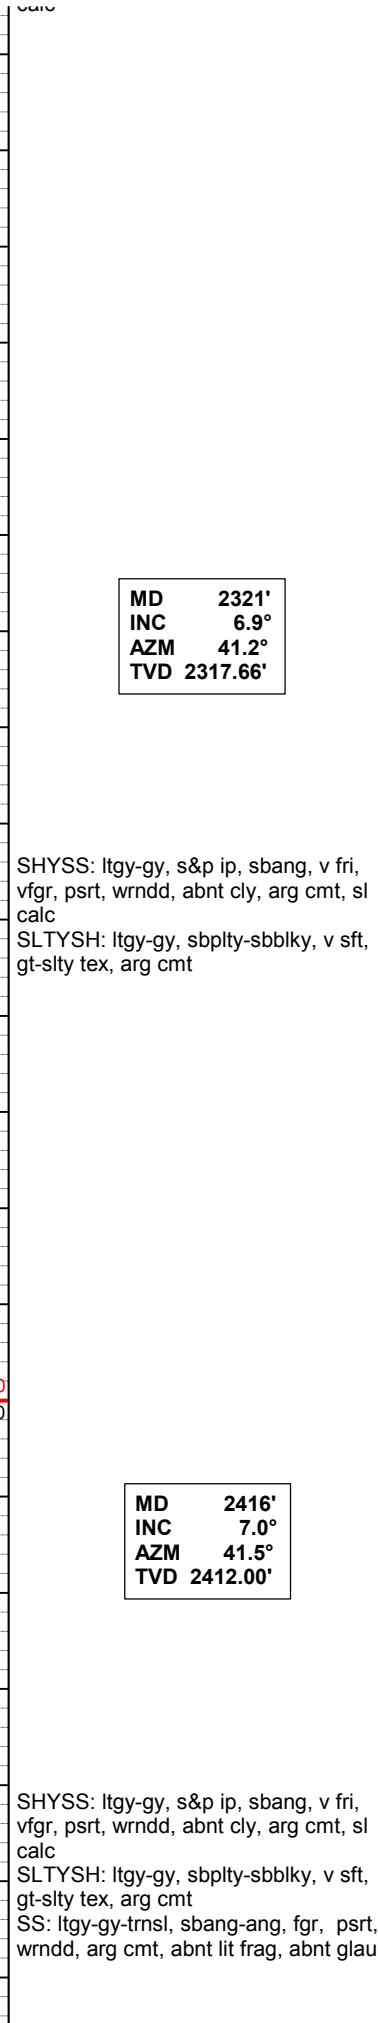 calc
MD 2321'
INC 6.9°
AZM 41.2°
TVD 2317.66'
SHYSS: ltgy-gy, s&p ip, sbang, v fri,
vfgr, psrt, wrndd, abnt cly, arg cmt, sl
calc
SLTYSH: ltgy-gy, sbplty-sbblky, v sft,
gt-slty tex, arg cmt
MD 2416'
INC 7.0°
AZM 41.5°
TVD 2412.00'
SHYSS: ltgy-gy, s&p ip, sbang, v fri,
vfgr, psrt, wrndd, abnt cly, arg cmt, sl
calc
SLTYSH: ltgy-gy, sbplty-sbblky, v sft,
gt-slty tex, arg cmt
SS: ltgy-gy-trnsl, sbang-ang, fgr, psrt,
wrndd, arg cmt, abnt lit frag, abnt glau